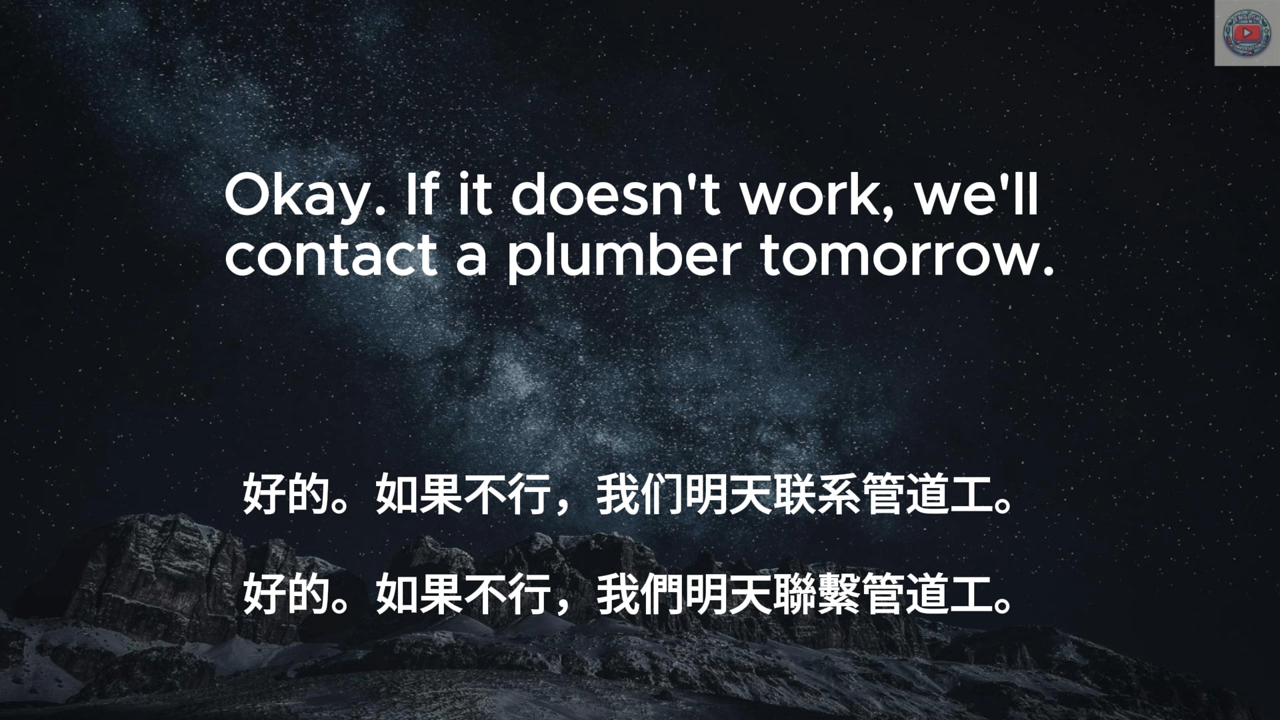 Okay. If it doesn't work, we'll
contact a plumber tomorrow.
好的。如果不行，我们明天联系管道工。
好的。如果不行，我們明天聯繫管道工。